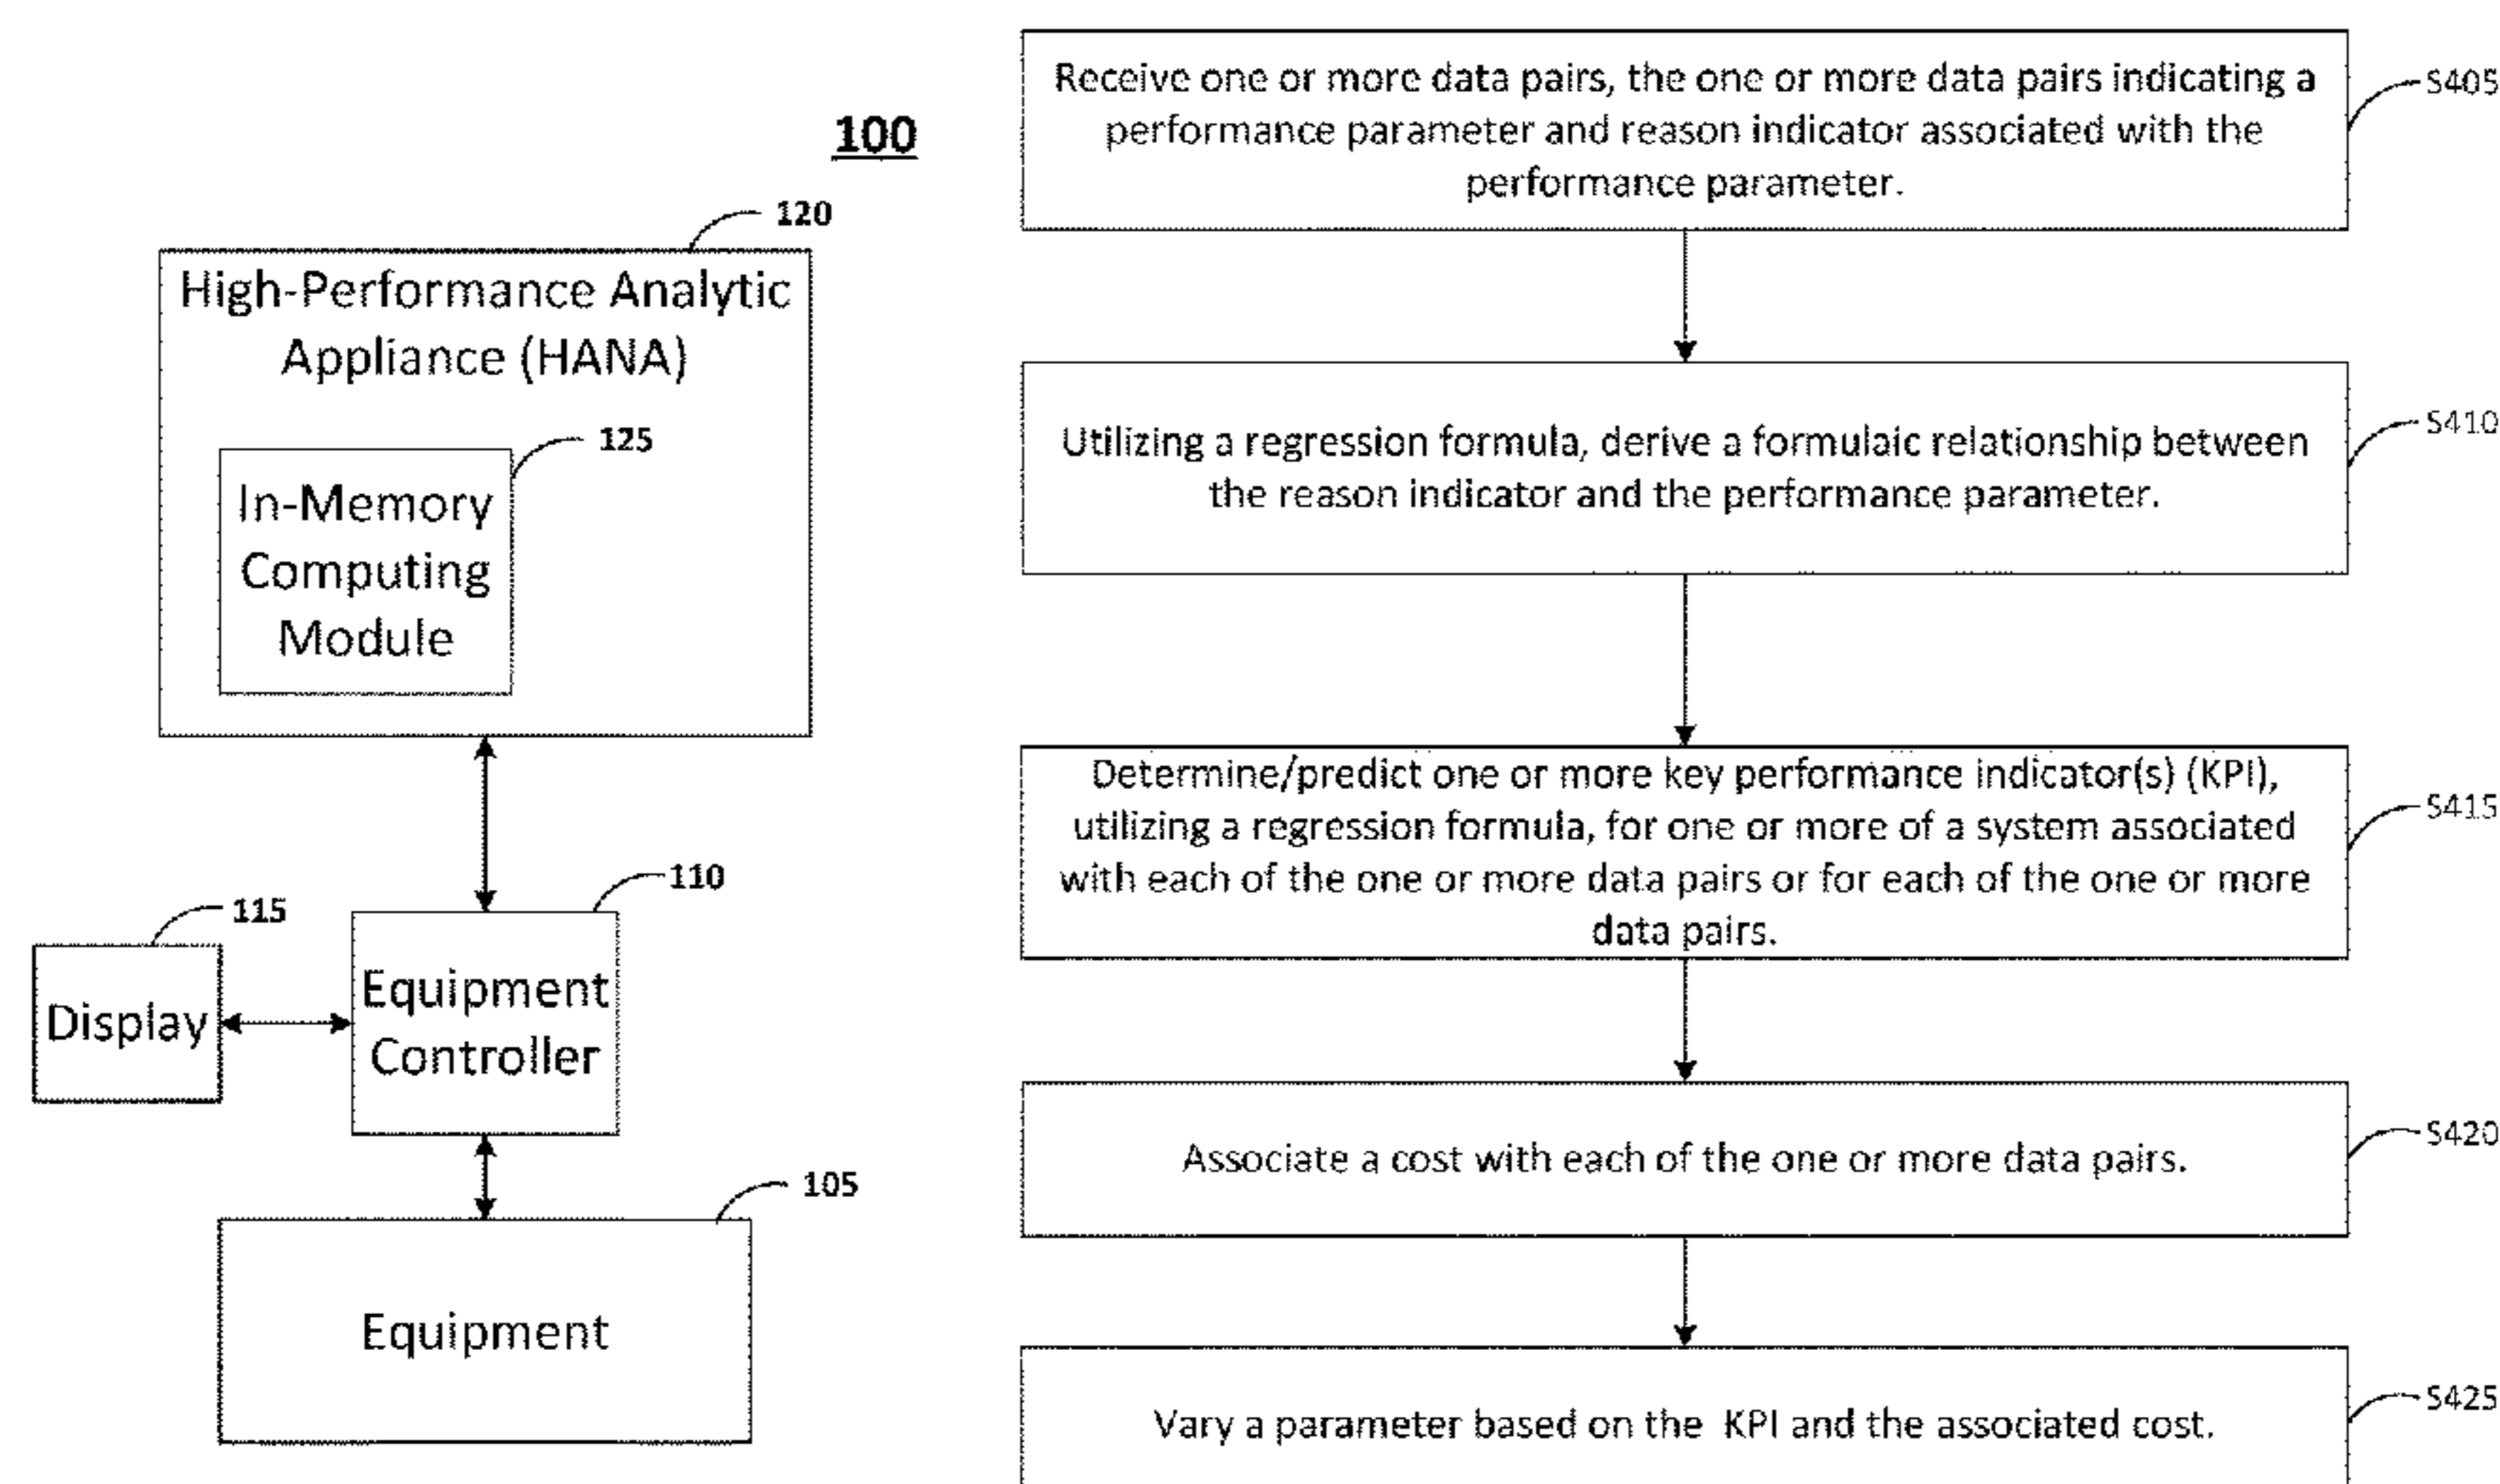 100
120
High-Performance Analytic
Appliance (HANA)
125
In-Memory
Computing
Module
110
115
Equipment
Controller
Display
105
Equipment
Receive one or more data pairs, the one or more data pairs indicating a
performance parameter and reason indicator associated with the
performance parameter.
S405
Utilizing a regression formula, derive a formulaic relationship between
the reason indicator and the performance parameter.
S410
Determine/predict one or more key performance indicator(s) (KPI),
utilizing a regression formula, for one or more of a system associated
with each of the one or more data pairs or for each of the one or more
data pairs.
S415
Associate a cost with each of the one or more data pairs.
S420
Vary a parameter based on the KPI and the associated cost.
S425